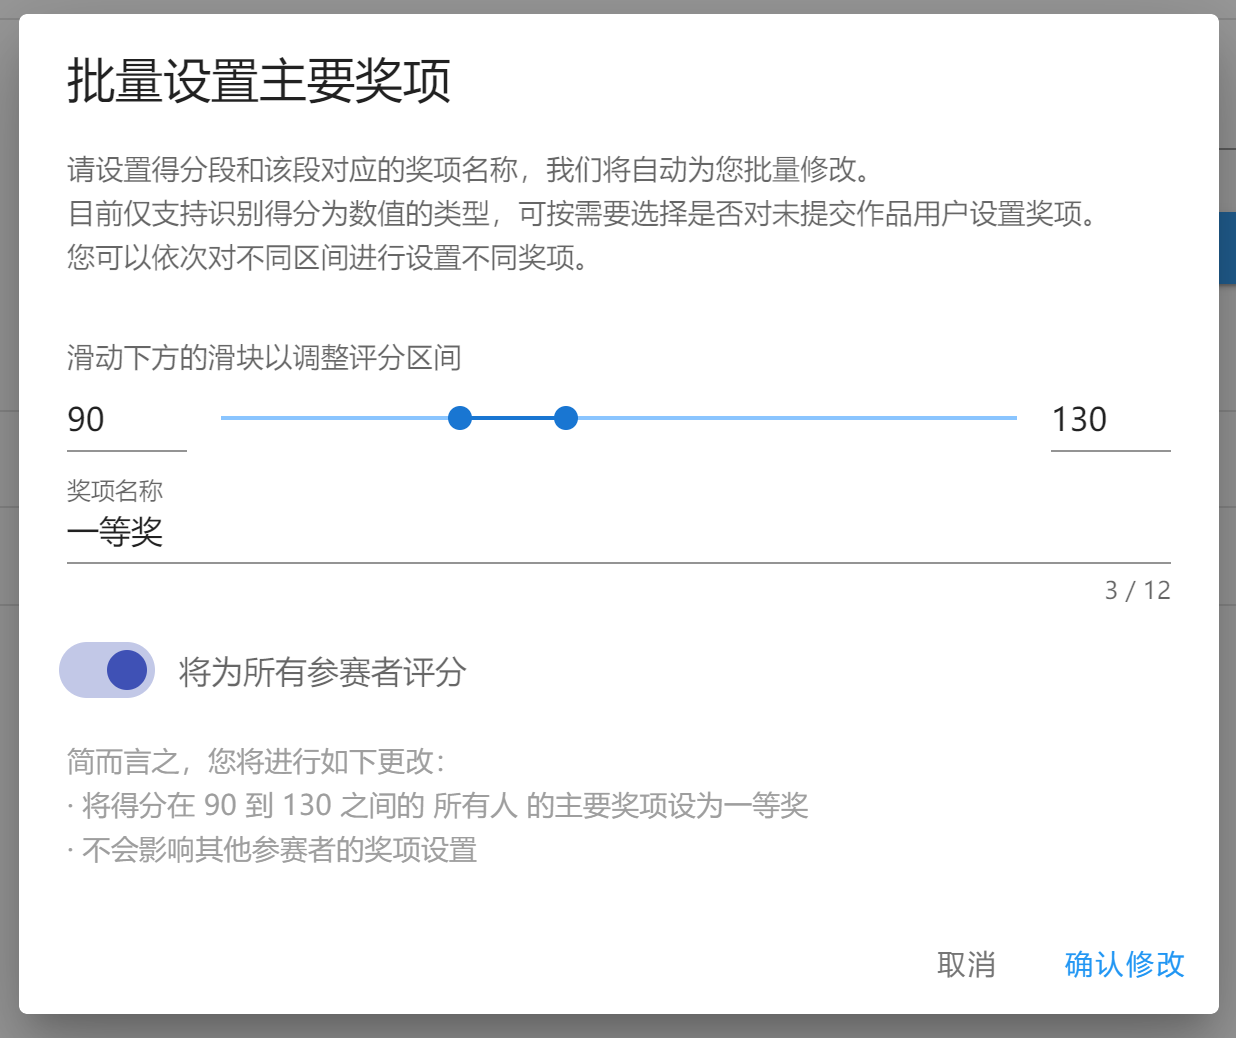 批量设置主要奖项
请设置得分段和该段对应的奖项名称，我们将自动为您批量修改。
目前仅支持识别得分为数值的类型，可按需要选择是否对未提交作品用户设置奖项。
您可以依次对不同区间进行设置不同奖项。
滑动下方的滑块以调整评分区间
90
130
奖项名称
一等奖
3 / 12
将为所有参赛者评分
简而言之，您将进行如下更改：
· 将得分在 90 到 130 之间的 所有人 的主要奖项设为一等奖
· 不会影响其他参赛者的奖项设置
取消
确认修改